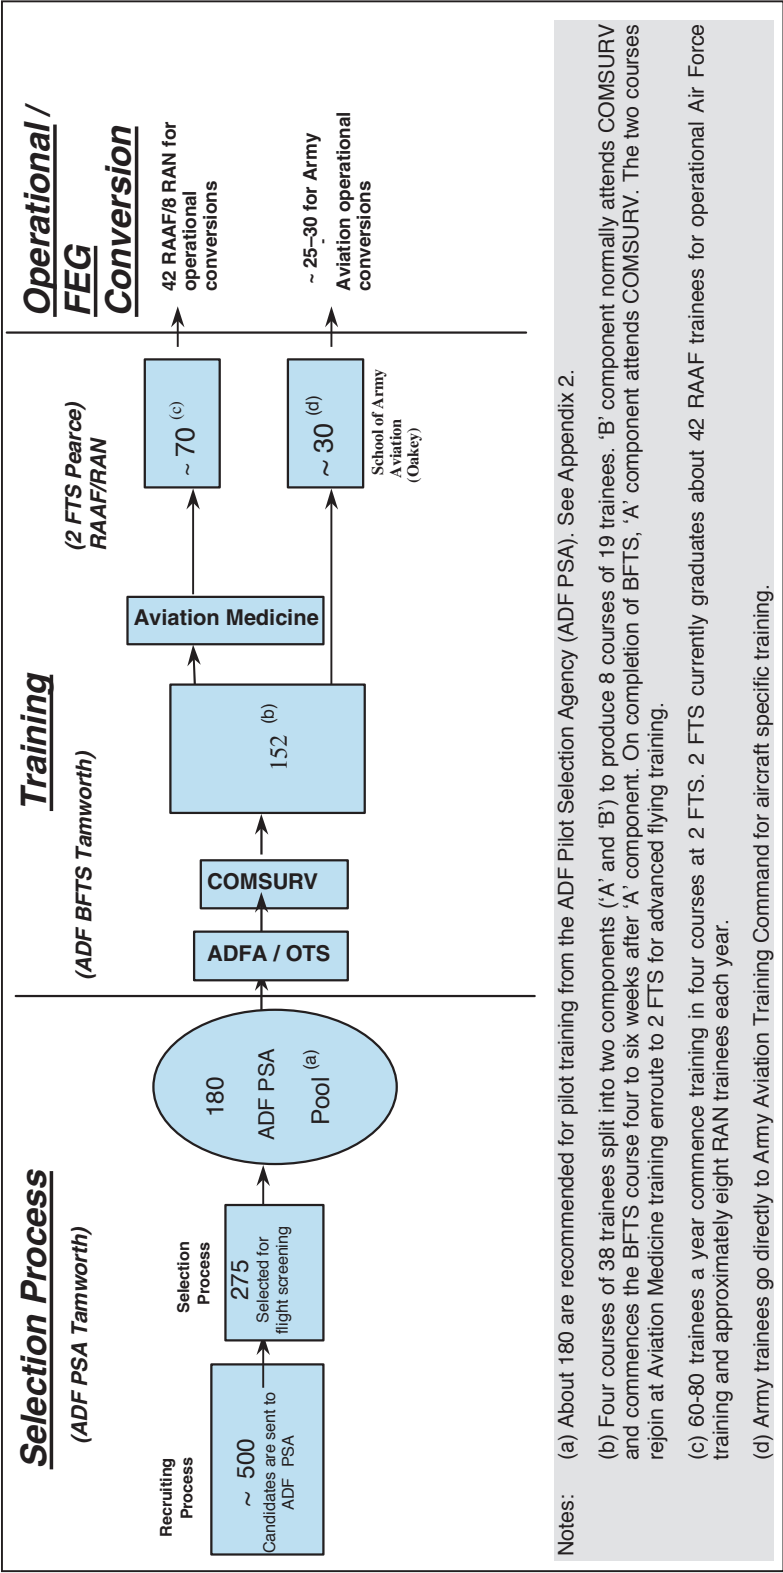 Selection Process
(ADF PSA Tamworth)
Training
(ADF BFTS Tamworth)
(2 FTS Pearce)
RAAF/RAN
Operational /
FEG
Conversion
Recruiting
Process
~ 500
Candidates are sent to
ADF PSA
Selection
Process
275
Selected for
flight screening
180
ADF PSA
Pool (a)
ADFA / OTS
COMSURV
152 (b)
Aviation Medicine
~ 70 (c)
~ 30 (d)
School of Army
Aviation
(Oakey)
42 RAAF/8 RAN for
operational
conversions
~ 25–30 for Army
Aviation operational
conversions
Notes: (a) About 180 are recommended for pilot training from the ADF Pilot Selection Agency (ADF PSA). See Appendix 2.
(b) Four courses of 38 trainees split into two components (‘A’ and ‘B’) to produce 8 courses of 19 trainees. ‘B’ component normally attends COMSURV
and commences the BFTS course four to six weeks after ‘A’ component. On completion of BFTS, ‘A’ component attends COMSURV. The two courses
rejoin at Aviation Medicine training enroute to 2 FTS for advanced flying training.
(c) 60-80 trainees a year commence training in four courses at 2 FTS. 2 FTS currently graduates about 42 RAAF trainees for operational Air Force
training and approximately eight RAN trainees each year.
(d) Army trainees go directly to Army Aviation Training Command for aircraft specific training.